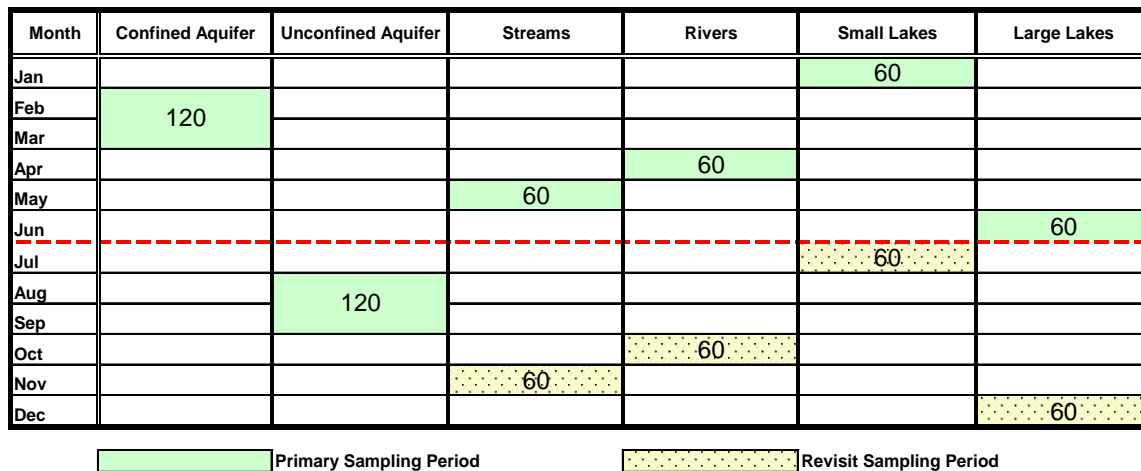 Month Confined Aquifer Unconfined Aquifer Streams Rivers Small Lakes Large Lakes
Jan 60
Feb
120
Mar
Apr 60
May 60
Jun 60
Jul 60
Aug
120
Sep
Oct 60
Nov 60
Dec 60
Primary Sampling Period Revisit Sampling Period